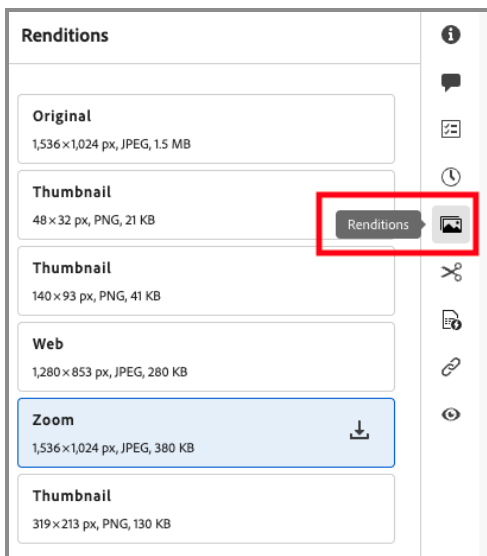 Renditions
Original
1,536×1,024 px, JPEG, 1.5 MB
Thumbnail
48×32 px, PNG, 21 KB
Renditions
Thumbnail
140×93 px, PNG, 41 KB
Web
1,280×853 px, JPEG, 280 KB
Zoom
1,536×1,024 px, JPEG, 380 KB
Thumbnail
319×213 px, PNG, 130 KB